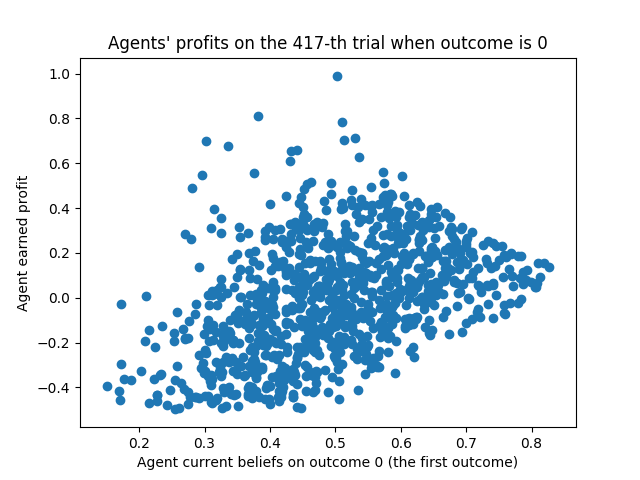 Agents' profits on the 417-th trial when outcome is 0
1.0
0.8
0.6
0.4
0.2
0.0
−0.2
−0.4
Agent earned profit
0.2 0.3 0.4 0.5 0.6 0.7 0.8
Agent current beliefs on outcome 0 (the first outcome)